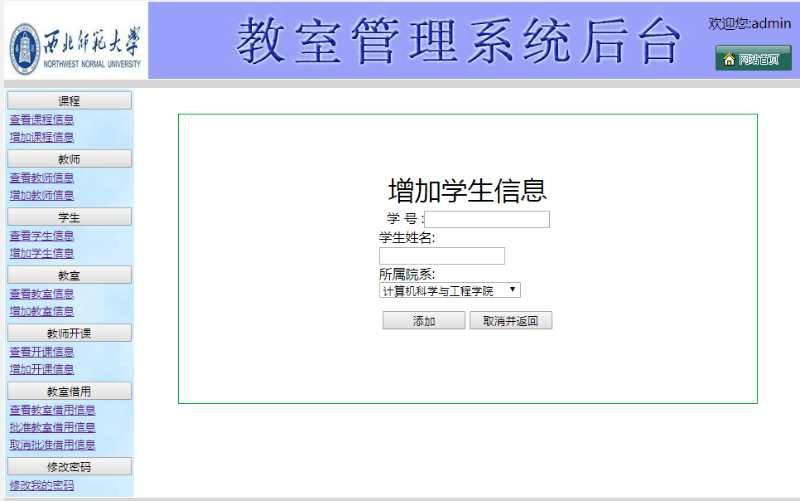 西北师范大学
NORTHWEST NORMAL UNIVERSITY
教室管理系统后台
欢迎您:admin
网站首页
课程
查看课程信息
增加课程信息
教师
查看教师信息
增加教师信息
学生
查看学生信息
增加学生信息
教室
查看教室信息
增加教室信息
教师开课
查看开课信息
增加开课信息
教室借用
查看教室借用信息
批准教室借用信息
取消批准借用信息
修改密码
修改我的密码
增加学生信息
学 号 :
学生姓名:
所属院系:
计算机科学与工程学院
添加 取消并返回